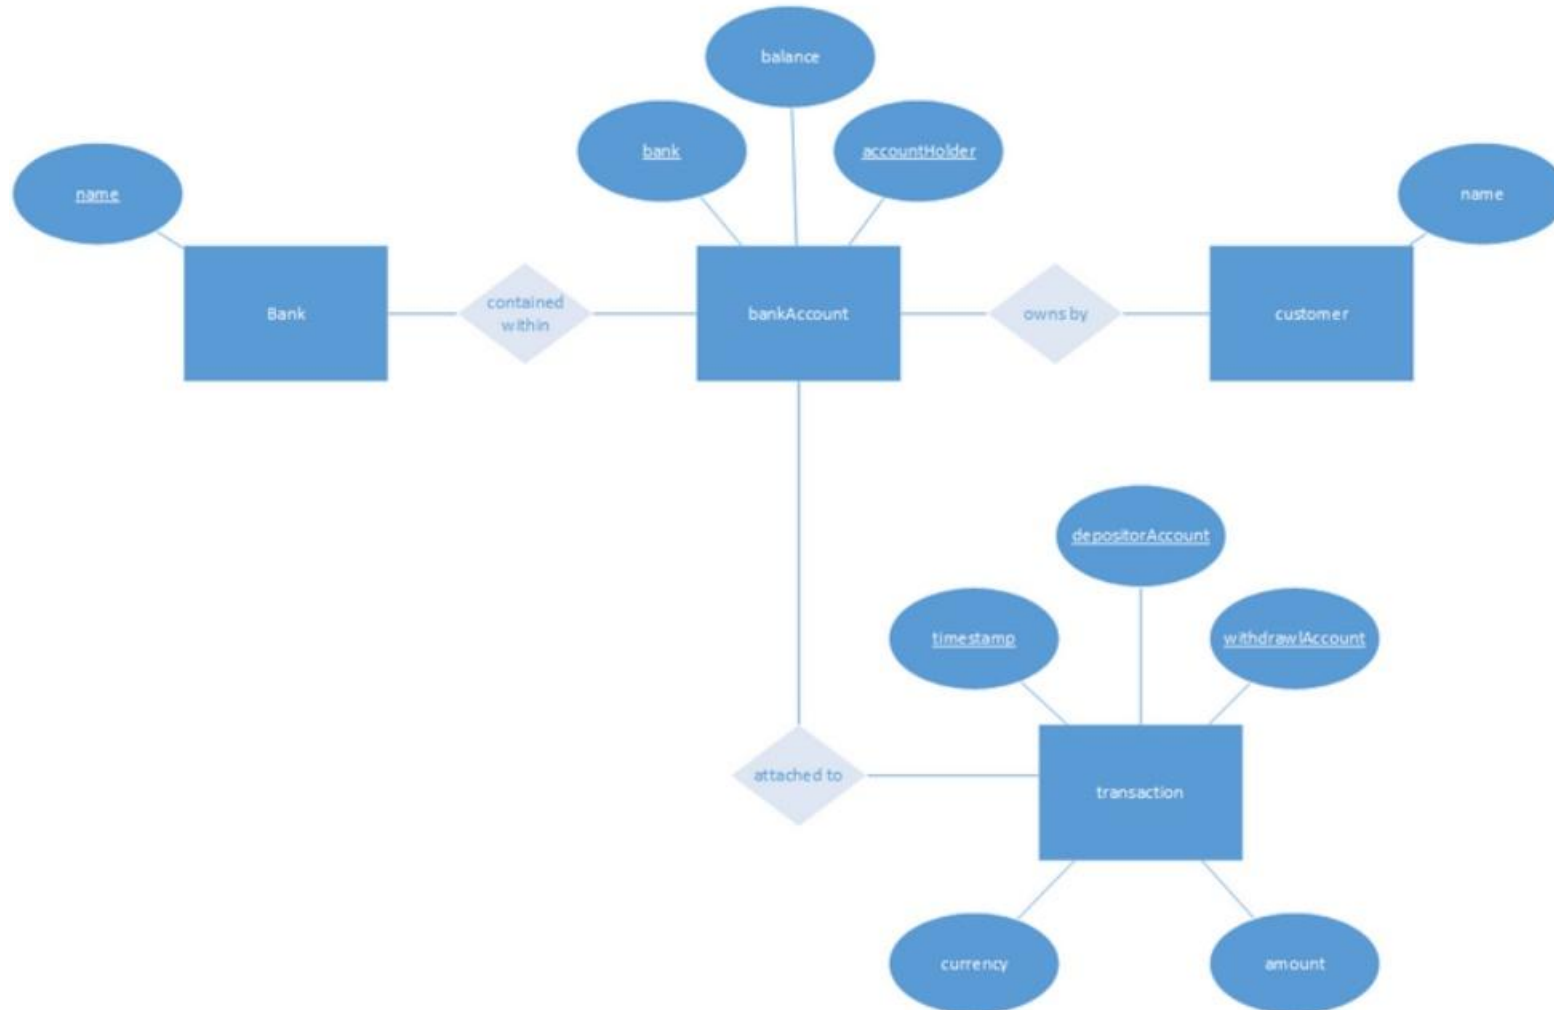 balance
bank
accountHolder
name
name
Bank
contained
within
bankAccount
owns by
customer
depositorAccount
timestamp
withdrawlAccount
attached to
transaction
currency
amount